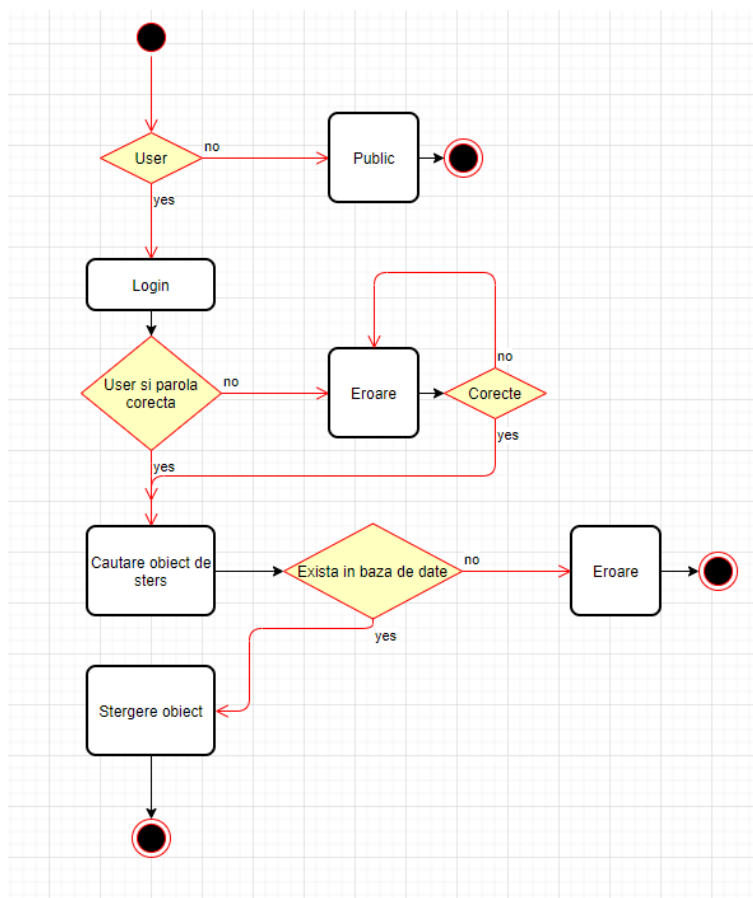 User
no
Public
yes
Login
User si parola
corecta
no
Eroare
no
Corecte
yes
yes
Cautare obiect de
sters
Exista in baza de date
no
Eroare
yes
Stergere obiect